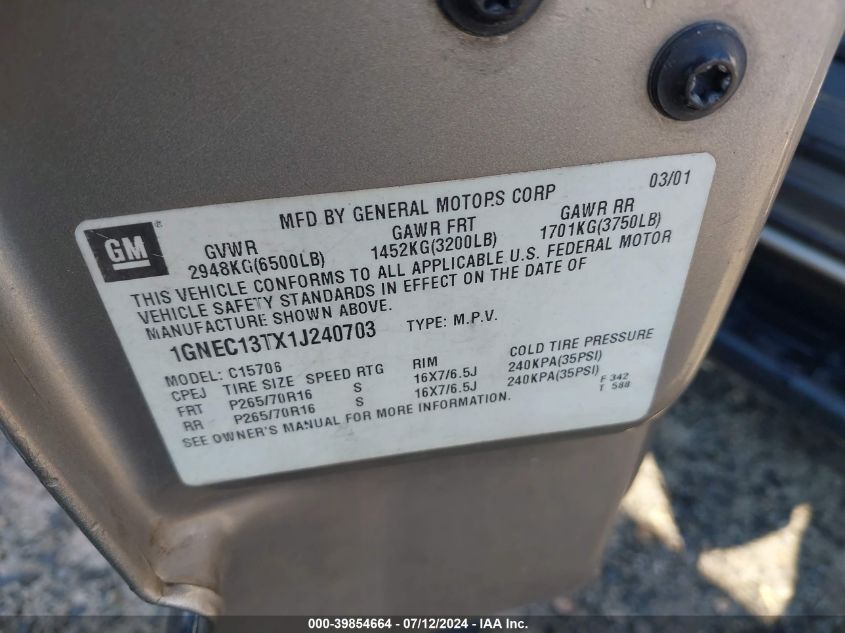 MFD BY GENERAL MOTORS CORP 03/01
GM ®
GVWR GAWR FRT GAWR RR
2948KG(6500LB) 1452KG(3200LB) 1701KG(3750LB)
THIS VEHICLE CONFORMS TO ALL APPLICABLE U.S. FEDERAL MOTOR
VEHICLE SAFETY STANDARDS IN EFFECT ON THE DATE OF
MANUFACTURE SHOWN ABOVE.
1GNEC13TX1J240703 TYPE: M.P.V.
MODEL: C15706
CPEJ TIRE SIZE SPEED RTG RIM COLD TIRE PRESSURE
FRT P265/70R16 S 16X7/6.5J 240KPA(35PSI)
RR P265/70R16 S 16X7/6.5J 240KPA(35PSI)
SEE OWNER'S MANUAL FOR MORE INFORMATION.
F 342
T 588
000-39854664 - 07/12/2024 - IAA Inc.